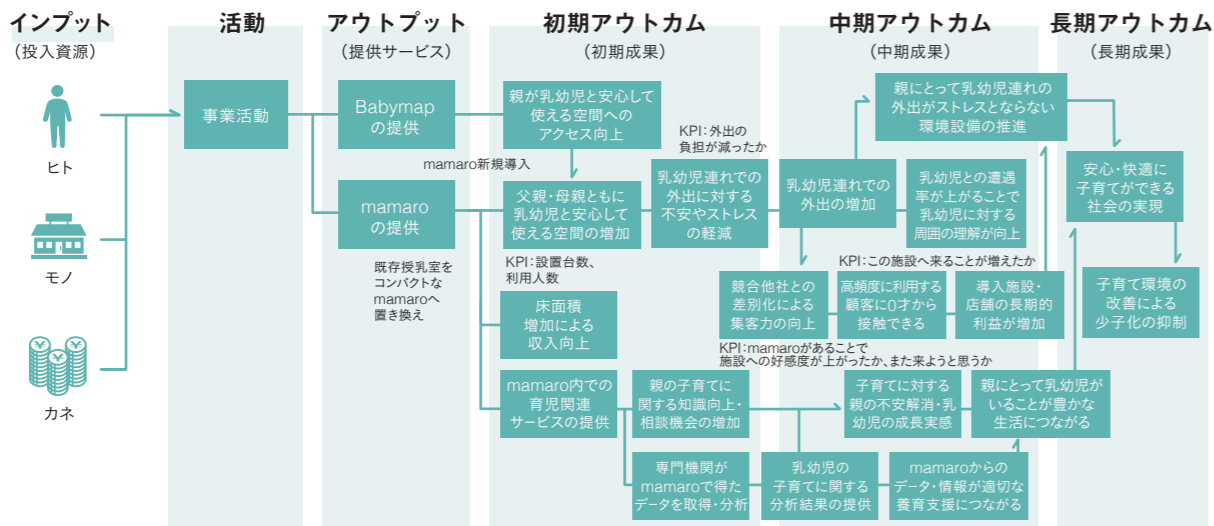 インプット
（投入資源）
ヒト
モノ
カネ
活動
事業活動
アウトプット
（提供サービス）
Babymap
の提供
mamaro新規導入
mamaro
の提供
既存授乳室を
コンパクトな
mamaroへ
置き換え
初期アウトカム
（初期成果）
親が乳幼児と安心して
使える空間への
アクセス向上
父親・母親ともに
乳幼児と安心して
使える空間の増加
KPI：設置台数、
利用人数
KPI：外出の
負担が減ったか
乳幼児連れでの
外出に対する
不安やストレス
の軽減
床面積
増加による
収入向上
mamaro内での
育児関連
サービスの提供
親の子育てに
関する知識向上・
相談機会の増加
専門機関が
mamaroで得た
データを取得・分析
中期アウトカム
（中期成果）
親にとって乳幼児連れの
外出がストレスとならない
環境設備の推進
乳幼児連れでの
外出の増加
乳幼児との遭遇
率が上がることで
乳幼児に対する
周囲の理解が向上
KPI：この施設へ来ることが増えたか
競合他社との
差別化による
集客力の向上
高頻度に利用する
顧客に0才から
接触できる
導入施設・
店舗の長期的
利益が増加
KPI：mamaroがあることで
施設への好感度が上がったか、また来ようと思うか
子育てに対する
親の不安解消・乳
幼児の成長実感
親にとって乳幼児が
いることが豊かな
生活につながる
乳幼児の
子育てに関する
分析結果の提供
mamaroからの
データ・情報が適切な
養育支援につながる
長期アウトカム
（長期成果）
安心・快適に
子育てができる
社会の実現
子育て環境の
改善による
少子化の抑制
¥
¥
¥